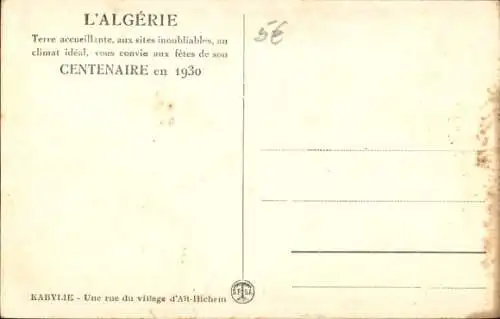 L'ALGÉRIE
Terre accueillante, aux sites inoubliables, au
climat idéal, vous convie aux fêtes de son
CENTENAIRE en 1930
5€
KABYLIE - Une rue du village d'Aït-Hichem